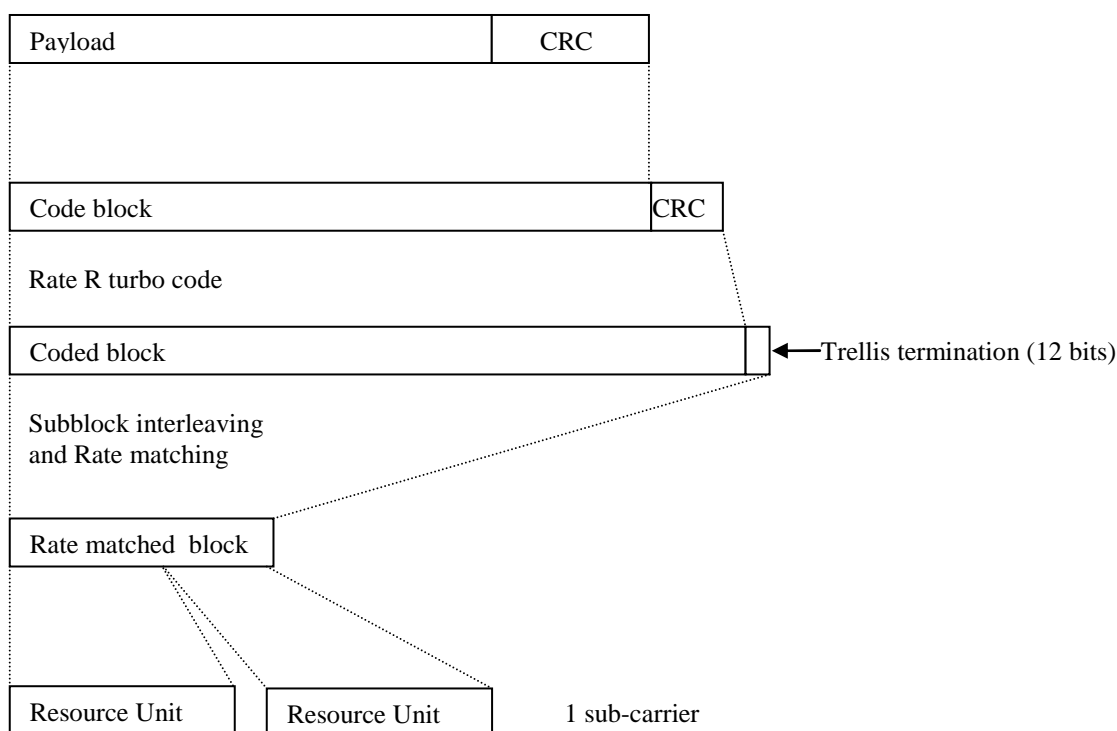 Payload
CRC
Code block
CRC
Rate R turbo code
Coded block
Trellis termination (12 bits)
Subblock interleaving
and Rate matching
Rate matched block
Resource Unit
Resource Unit
1 sub-carrier